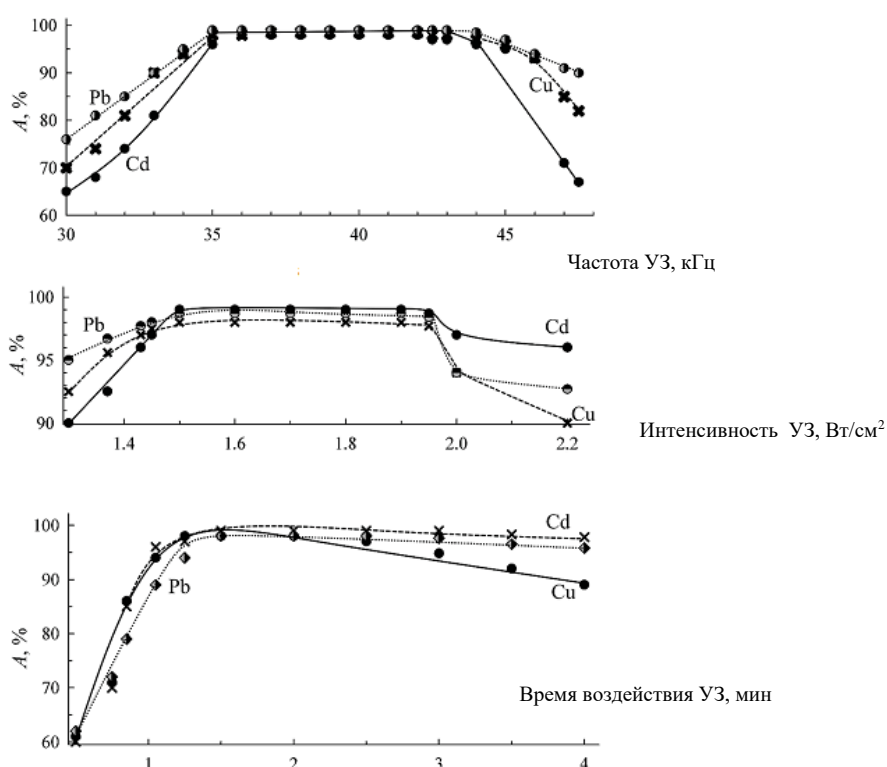 100
90
80
70
60
A, %
Pb
Cd
Cu
30
35
40
45
Частота УЗ, кГц
100
95
90
A, %
Pb
Cd
Cu
1.4
1.6
1.8
2.0
2.2
Интенсивность УЗ, Вт/см²
100
90
80
70
60
A, %
Pb
Cd
Cu
Время воздействия УЗ, мин
1
2
3
4